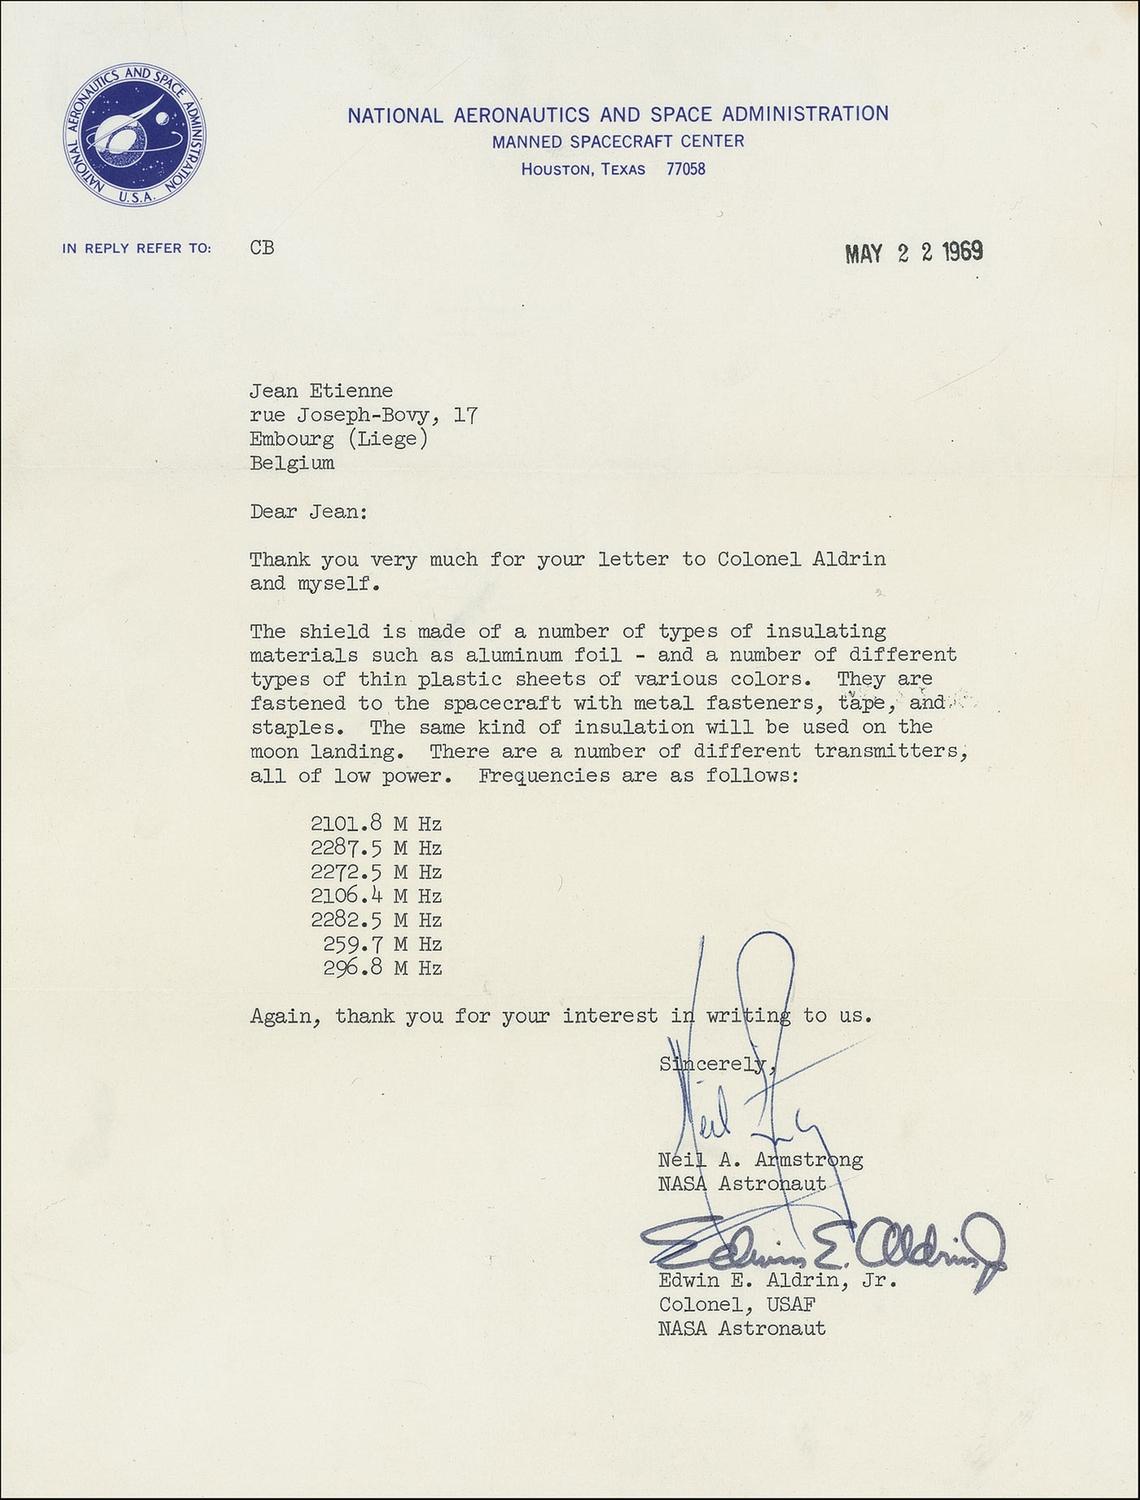 NATIONAL AERONAUTICS AND SPACE ADMINISTRATION
U.S.A.
NATIONAL AERONAUTICS AND SPACE ADMINISTRATION
MANNED SPACECRAFT CENTER
HOUSTON, TEXAS 77058
IN REPLY REFER TO: CB
MAY 22 1969
Jean Etienne
rue Joseph-Bovy, 17
Embourg (Liege)
Belgium
Dear Jean:
Thank you very much for your letter to Colonel Aldrin
and myself.
The shield is made of a number of types of insulating
materials such as aluminum foil - and a number of different
types of thin plastic sheets of various colors. They are
fastened to the spacecraft with metal fasteners, tape, and
staples. The same kind of insulation will be used on the
moon landing. There are a number of different transmitters,
all of low power. Frequencies are as follows:
2101.8 M Hz
2287.5 M Hz
2272.5 M Hz
2106.4 M Hz
2282.5 M Hz
259.7 M Hz
296.8 M Hz
Again, thank you for your interest in writing to us.
Sincerely,
Neil
Neil A. Armstrong
NASA Astronaut
Edwin E. Aldrin Jr
Edwin E. Aldrin, Jr.
Colonel, USAF
NASA Astronaut